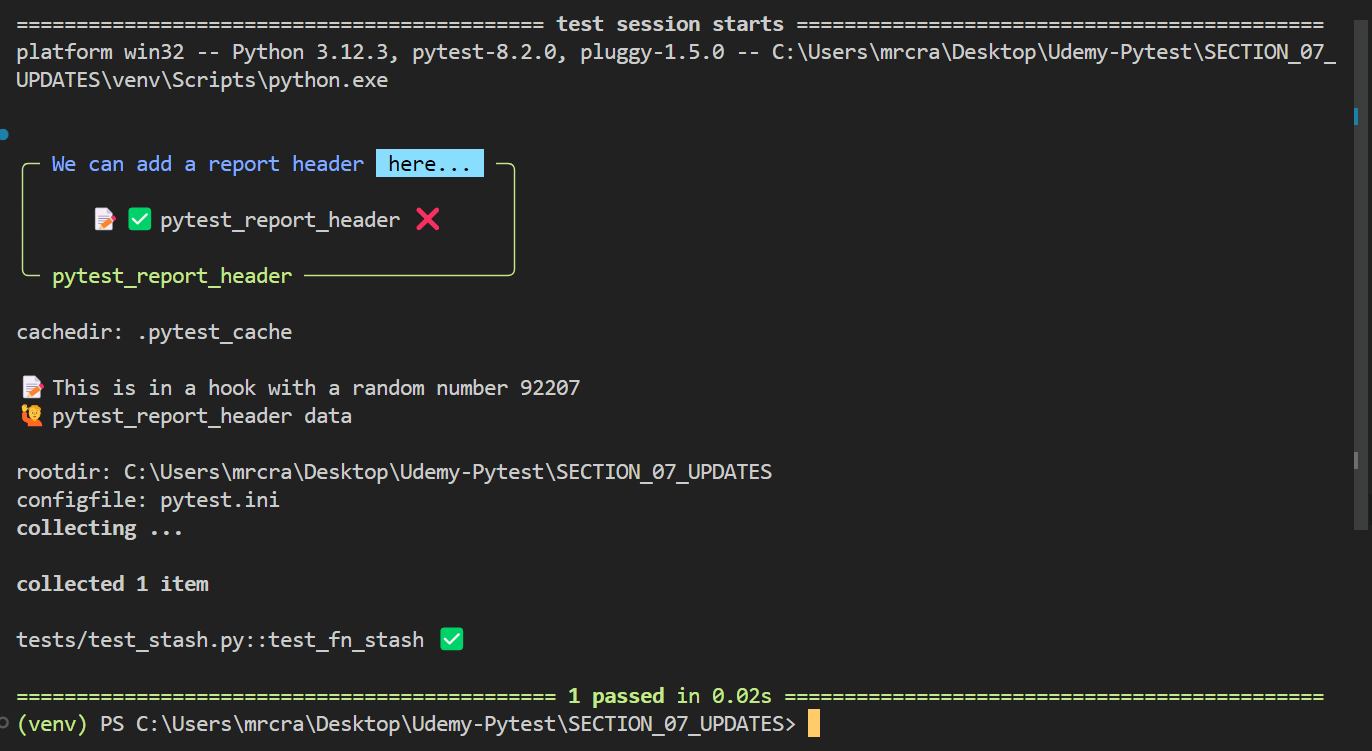 ============================================ test session starts ============================================
platform win32 -- Python 3.12.3, pytest-8.2.0, pluggy-1.5.0 -- C:\Users\mrcra\Desktop\Udemy-Pytest\SECTION_07_
UPDATES\venv\Scripts\python.exe
We can add a report header here...
📝 ✅ pytest_report_header ❌
pytest_report_header
cachedir: .pytest_cache
📝 This is in a hook with a random number 92207
🙋 pytest_report_header data
rootdir: C:\Users\mrcra\Desktop\Udemy-Pytest\SECTION_07_UPDATES
configfile: pytest.ini
collecting ...
collected 1 item
tests/test_stash.py::test_fn_stash ✅
============================================= 1 passed in 0.02s =============================================
(venv) PS C:\Users\mrcra\Desktop\Udemy-Pytest\SECTION_07_UPDATES>